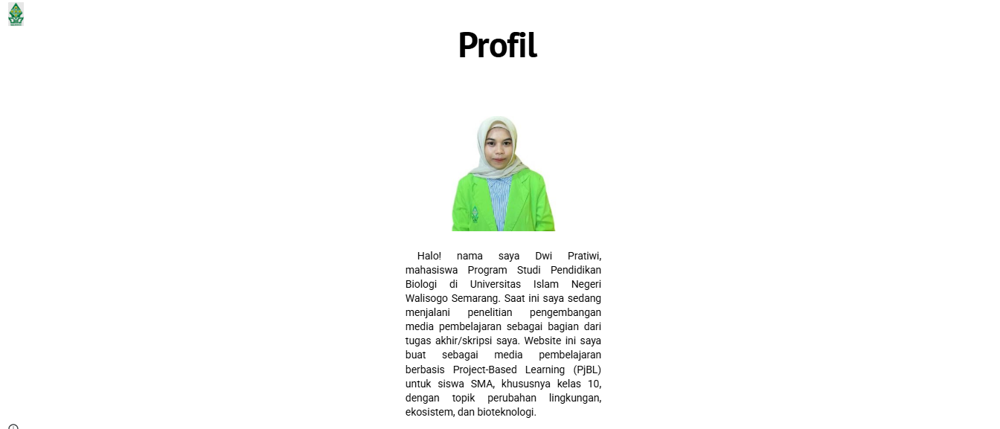 Profil
Halo! nama saya Dwi Pratiwi,
mahasiswa Program Studi Pendidikan
Biologi di Universitas Islam Negeri
Walisogo Semarang. Saat ini saya sedang
menjalani penelitian pengembangan
media pembelajaran sebagai bagian dari
tugas akhir/skripsi saya. Website ini saya
buat sebagai media pembelajaran
berbasis Project-Based Learning (PjBL)
untuk siswa SMA, khususnya kelas 10,
dengan topik perubahan lingkungan,
ekosistem, dan bioteknologi.